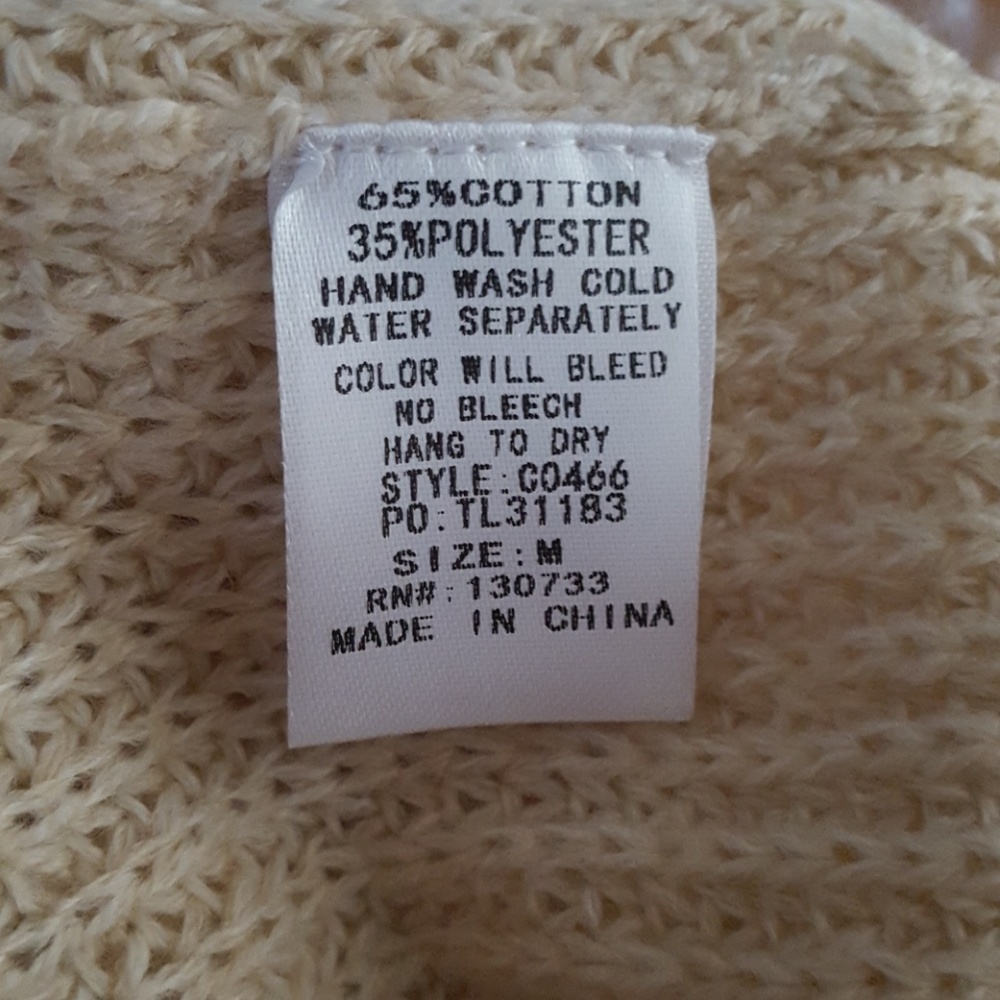 65%COTTON
35%POLYESTER
HAND WASH COLD
WATER SEPARATELY
COLOR WILL BLEED
NO BLEECH
HANG TO DRY
STYLE:C0466
PO:TL31183
SIZE:M
RN#:130733
MADE IN CHINA